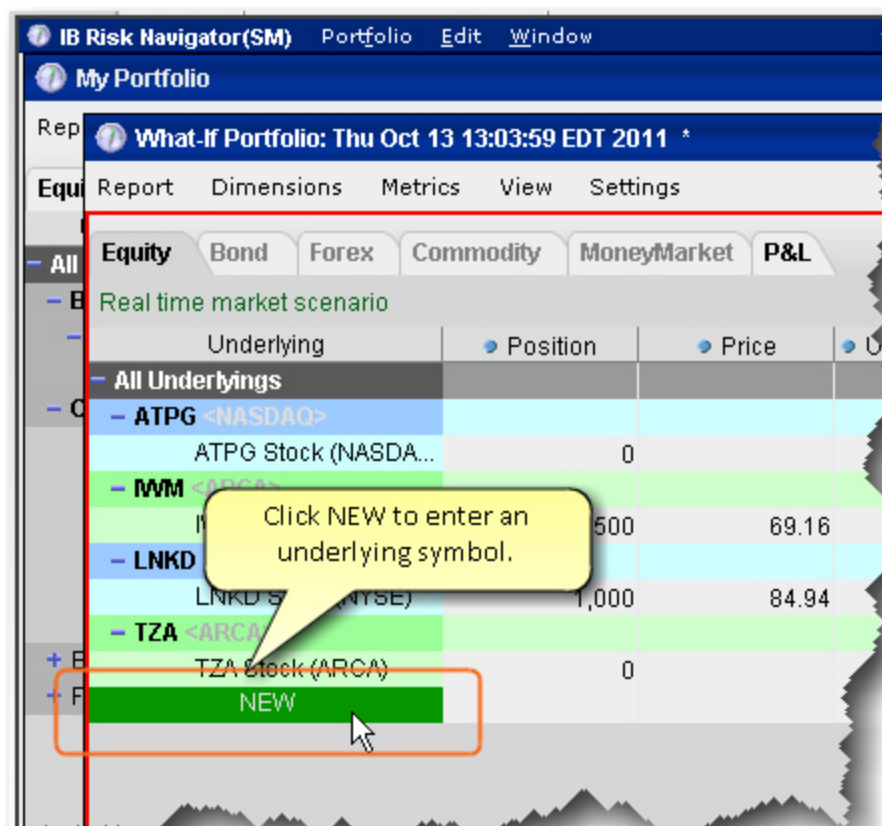 IB Risk Navigator(SM) Portfolio Edit Window
My Portfolio
Rep
What-If Portfolio: Thu Oct 13 13:03:59 EDT 2011 *
Equi
Report Dimensions Metrics View Settings
Equity Bond Forex Commodity MoneyMarket P&L
- All
Real time market scenario
- B
Underlying Position Price U
- All Underlyings
- C
- ATPG <NASDAQ>
ATPG Stock (NASDA... 0
- IWM <ARCA>
Click NEW to enter an
underlying symbol.
500 69.16
- LNKD
LNKD Stock (NYSE) 1,000 84.94
- TZA <ARCA>
+ E
TZA Stock (ARCA) 0
+ F
NEW